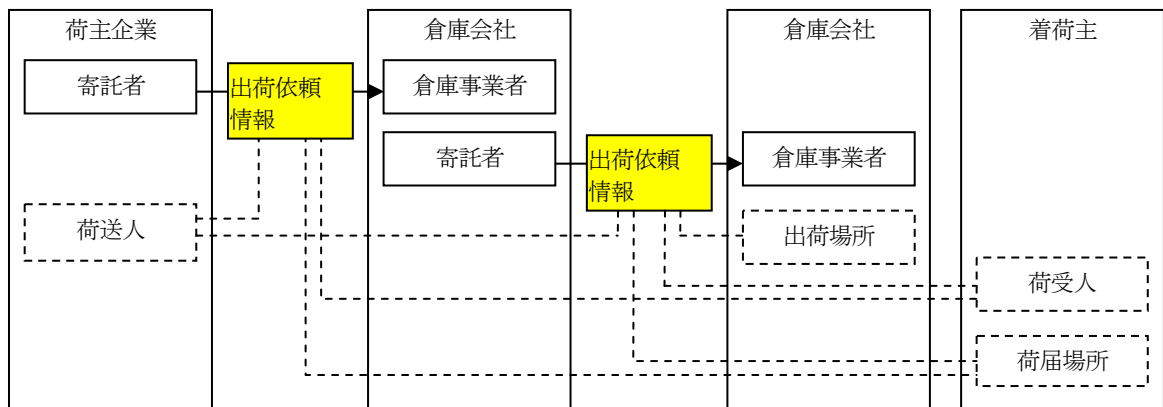 荷主企業
倉庫会社
倉庫会社
着荷主
寄託者
出荷依頼
情報
倉庫事業者
寄託者
出荷依頼
情報
倉庫事業者
荷送人
出荷場所
荷受人
荷届場所